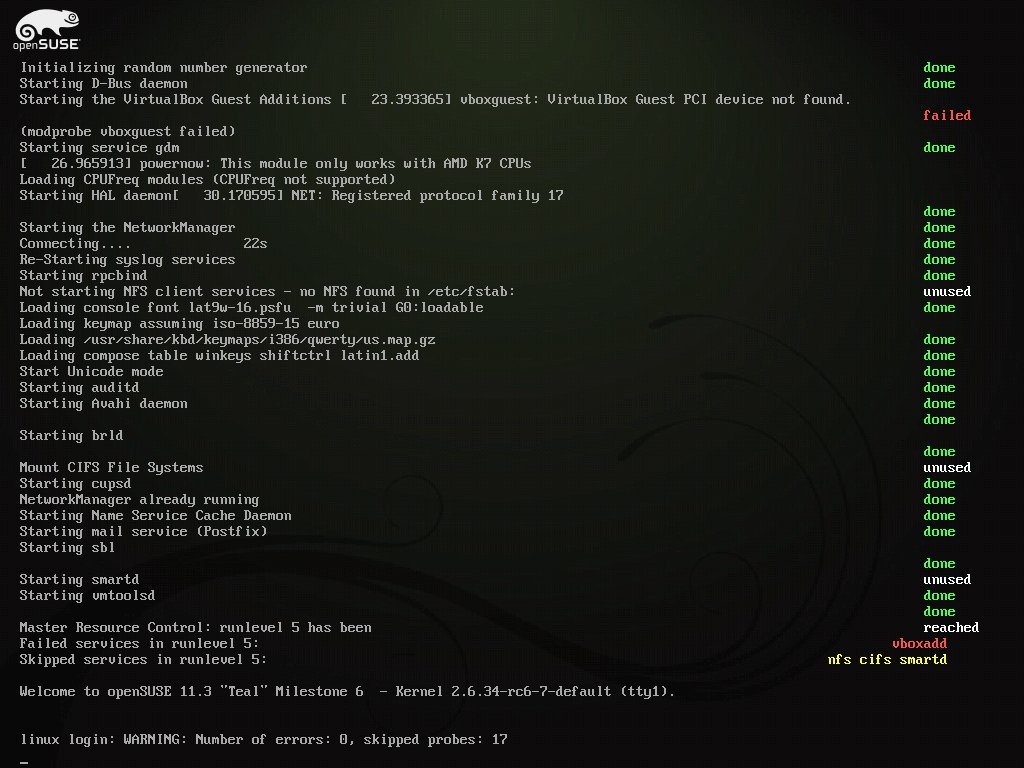 openSUSE
Initializing random number generator done
Starting D-Bus daemon done
Starting the VirtualBox Guest Additions [   23.393365] vboxguest: VirtualBox Guest PCI device not found.
failed
(modprobe vboxguest failed)
Starting service gdm done
[   26.965913] powernow: This module only works with AMD K7 CPUs
Loading CPUFreq modules (CPUFreq not supported)
Starting HAL daemon[   30.170595] NET: Registered protocol family 17
done
Starting the NetworkManager done
Connecting....              22s done
Re-Starting syslog services done
Starting rpcbind done
Not starting NFS client services - no NFS found in /etc/fstab: unused
Loading console font lat9w-16.psfu  -m trivial G0:loadable done
Loading keymap assuming iso-8859-15 euro
Loading /usr/share/kbd/keymaps/i386/qwerty/us.map.gz done
Loading compose table winkeys shiftctrl latin1.add done
Start Unicode mode done
Starting auditd done
Starting Avahi daemon done
done
Starting brld
done
Mount CIFS File Systems unused
Starting cupsd done
NetworkManager already running done
Starting Name Service Cache Daemon done
Starting mail service (Postfix) done
Starting sbl
done
Starting smartd unused
Starting vmtoolsd done
done
Master Resource Control: runlevel 5 has been reached
Failed services in runlevel 5: vboxadd
Skipped services in runlevel 5: nfs cifs smartd
Welcome to openSUSE 11.3 "Teal" Milestone 6  - Kernel 2.6.34-rc6-7-default (tty1).
linux login: WARNING: Number of errors: 0, skipped probes: 17
_